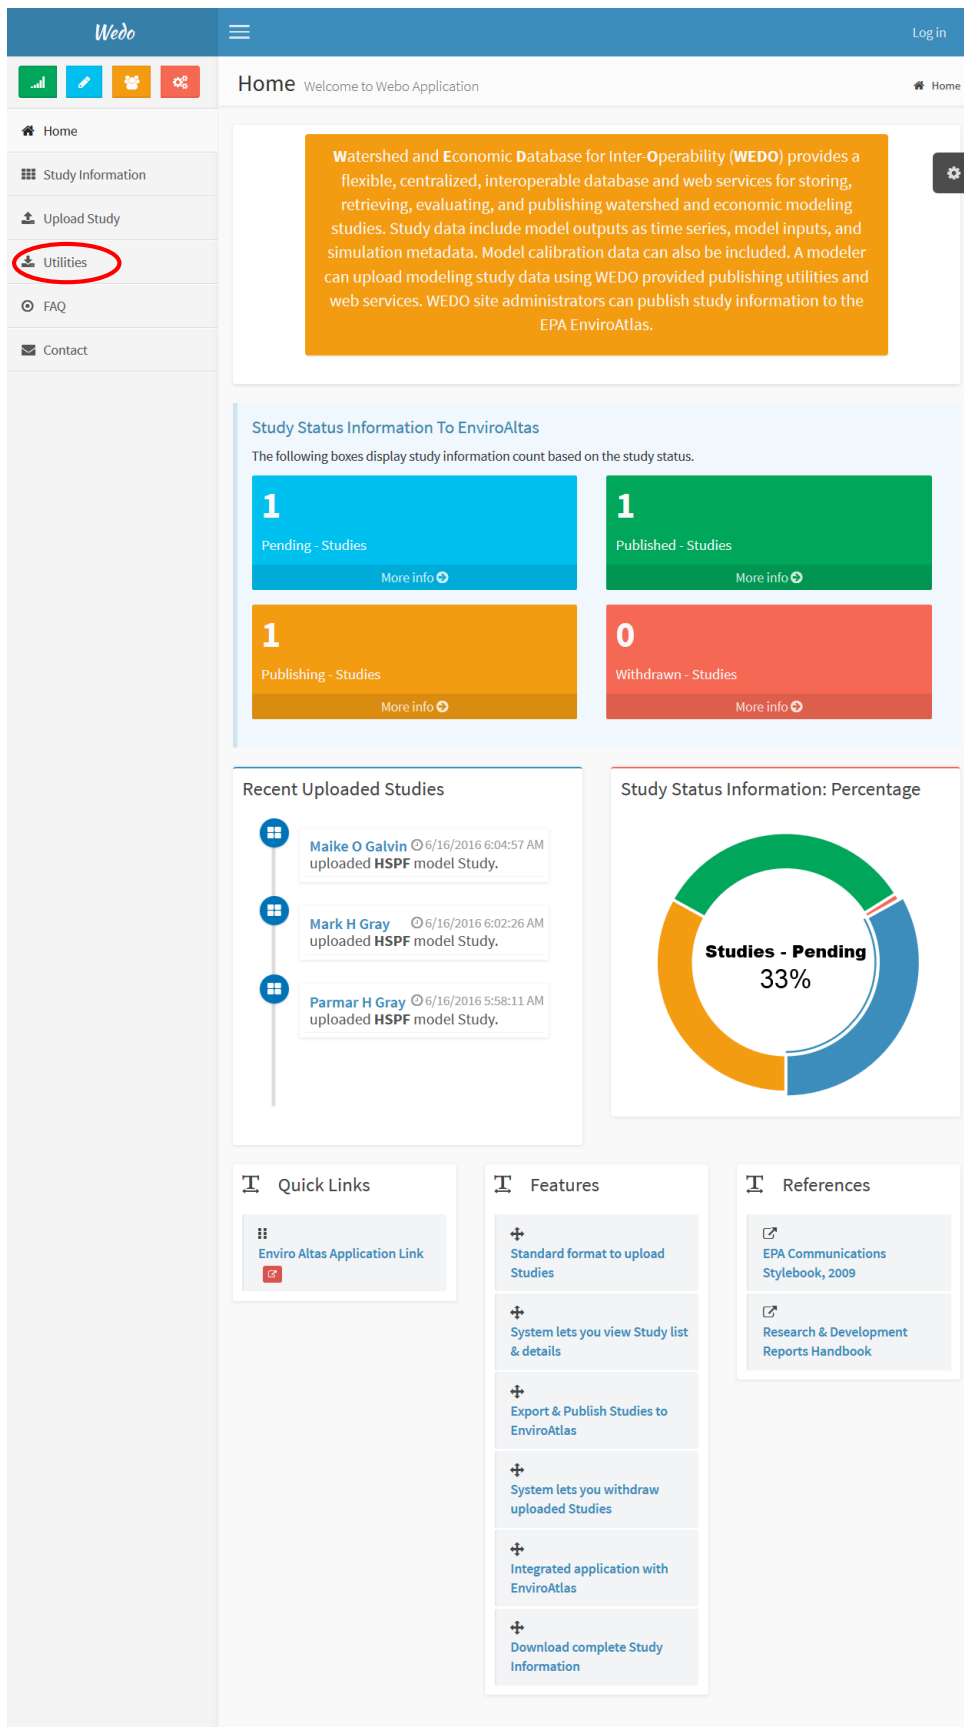 Wedo
Log in
Home Welcome to Webo Application
Home
Home
Study Information
Upload Study
Utilities
FAQ
Contact
Watershed and Economic Database for Inter-Operability (WEDO) provides a
flexible, centralized, interoperable database and web services for storing,
retrieving, evaluating, and publishing watershed and economic modeling
studies. Study data include model outputs as time series, model inputs, and
simulation metadata. Model calibration data can also be included. A modeler
can upload modeling study data using WEDO provided publishing utilities and
web services. WEDO site administrators can publish study information to the
EPA EnviroAtlas.
Study Status Information To EnviroAltas
The following boxes display study information count based on the study status.
1
Pending - Studies
More info
1
Published - Studies
More info
1
Publishing - Studies
More info
0
Withdrawn - Studies
More info
Recent Uploaded Studies
Maike O Galvin 6/16/2016 6:04:57 AM
uploaded HSPF model Study.
Mark H Gray 6/16/2016 6:02:26 AM
uploaded HSPF model Study.
Parmar H Gray 6/16/2016 5:58:11 AM
uploaded HSPF model Study.
Study Status Information: Percentage
Studies - Pending
33%
Quick Links
Enviro Altas Application Link
Features
Standard format to upload
Studies
System lets you view Study list
& details
Export & Publish Studies to
EnviroAtlas
System lets you withdraw
uploaded Studies
Integrated application with
EnviroAtlas
Download complete Study
Information
References
EPA Communications
Stylebook, 2009
Research & Development
Reports Handbook